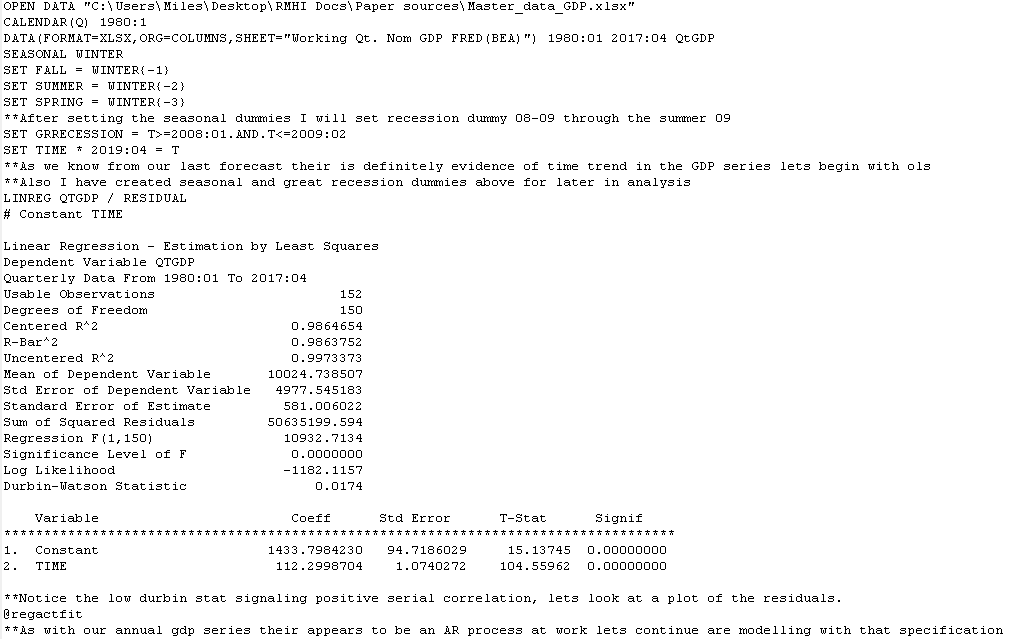 OPEN DATA "C:\Users\Miles\Desktop\RMHI Docs\Paper sources\Master_data_GDP.xlsx"
CALENDAR(Q) 1980:1
DATA(FORMAT=XLSX,ORG=COLUMNS,SHEET="Working Qt. Nom GDP FRED(BEA)") 1980:01 2017:04 QtGDP
SEASONAL WINTER
SET FALL = WINTER{-1}
SET SUMMER = WINTER{-2}
SET SPRING = WINTER{-3}
**After setting the seasonal dummies I will set recession dummy 08-09 through the summer 09
SET GRRECESSION = T>=2008:01.AND.T<=2009:02
SET TIME * 2019:04 = T
**As we know from our last forecast their is definitely evidence of time trend in the GDP series lets begin with ols
**Also I have created seasonal and great recession dummies above for later in analysis
LINREG QTGDP / RESIDUAL
# Constant TIME
Linear Regression - Estimation by Least Squares
Dependent Variable QTGDP
Quarterly Data From 1980:01 To 2017:04
Usable Observations 152
Degrees of Freedom 150
Centered R^2 0.9864654
R-Bar^2 0.9863752
Uncentered R^2 0.9973373
Mean of Dependent Variable 10024.738507
Std Error of Dependent Variable 4977.545183
Standard Error of Estimate 581.006022
Sum of Squared Residuals 50635199.594
Regression F(1,150) 10932.7134
Significance Level of F 0.0000000
Log Likelihood -1182.1157
Durbin-Watson Statistic 0.0174
Variable Coeff Std Error T-Stat Signif
************************************************************************************
1. Constant 1433.7984230 94.7186029 15.13745 0.00000000
2. TIME 112.2998704 1.0740272 104.55962 0.00000000
**Notice the low durbin stat signaling positive serial correlation, lets look at a plot of the residuals.
@regactfit
**As with our annual gdp series their appears to be an AR process at work lets continue are modelling with that specification